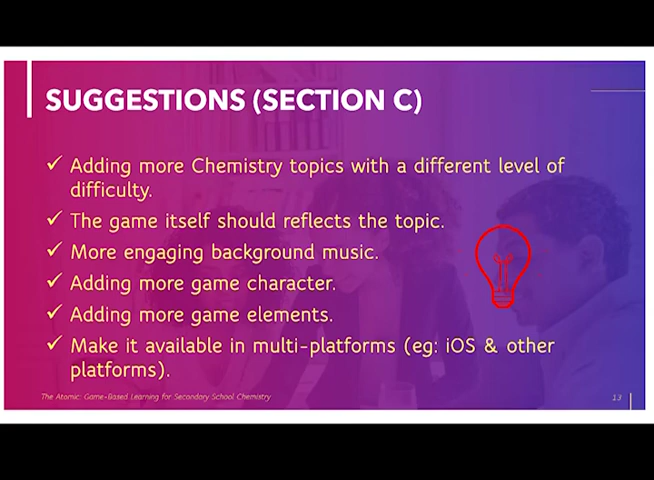 SUGGESTIONS (SECTION C)
Adding more Chemistry topics with a different level of
difficulty.
The game itself should reflects the topic.
More engaging background music.
Adding more game character.
Adding more game elements.
Make it available in multi-platforms (eg: iOS & other
platforms).
The Atomic: Game-Based Learning for Secondary School Chemistry
13